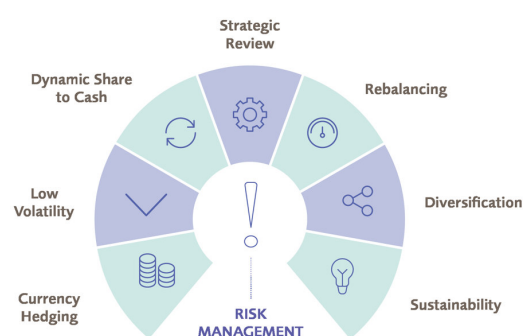 Strategic
Review
Dynamic Share
to Cash
Rebalancing
Low
Volatility
Diversification
Currency
Hedging
Sustainability
RISK
MANAGEMENT